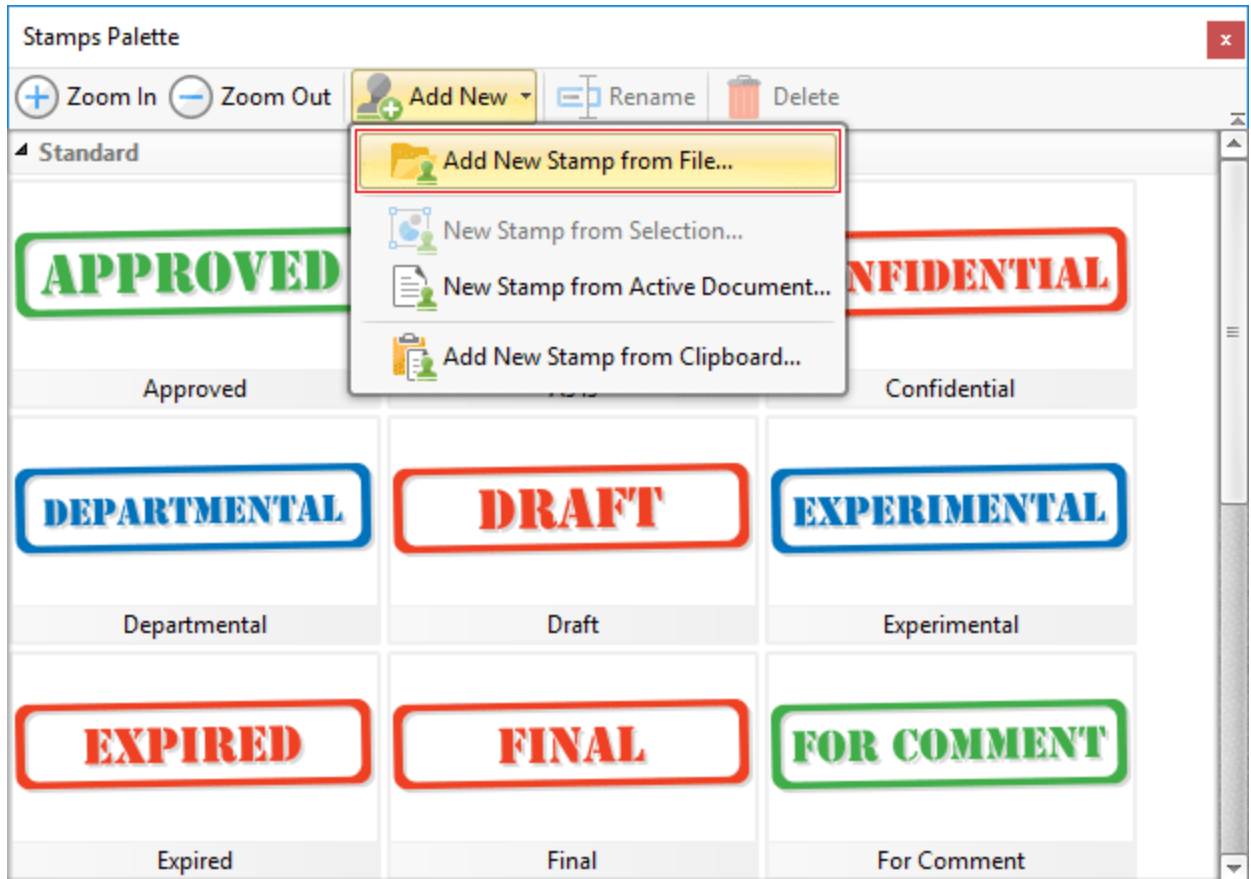 Stamps Palette
x
Zoom In Zoom Out Add New Rename Delete
Standard
Add New Stamp from File...
New Stamp from Selection...
New Stamp from Active Document...
Add New Stamp from Clipboard...
APPROVED
NFIDENTIAL
Approved
Confidential
DEPARTMENTAL
DRAFT
EXPERIMENTAL
Departmental
Draft
Experimental
EXPIRED
FINAL
FOR COMMENT
Expired
Final
For Comment